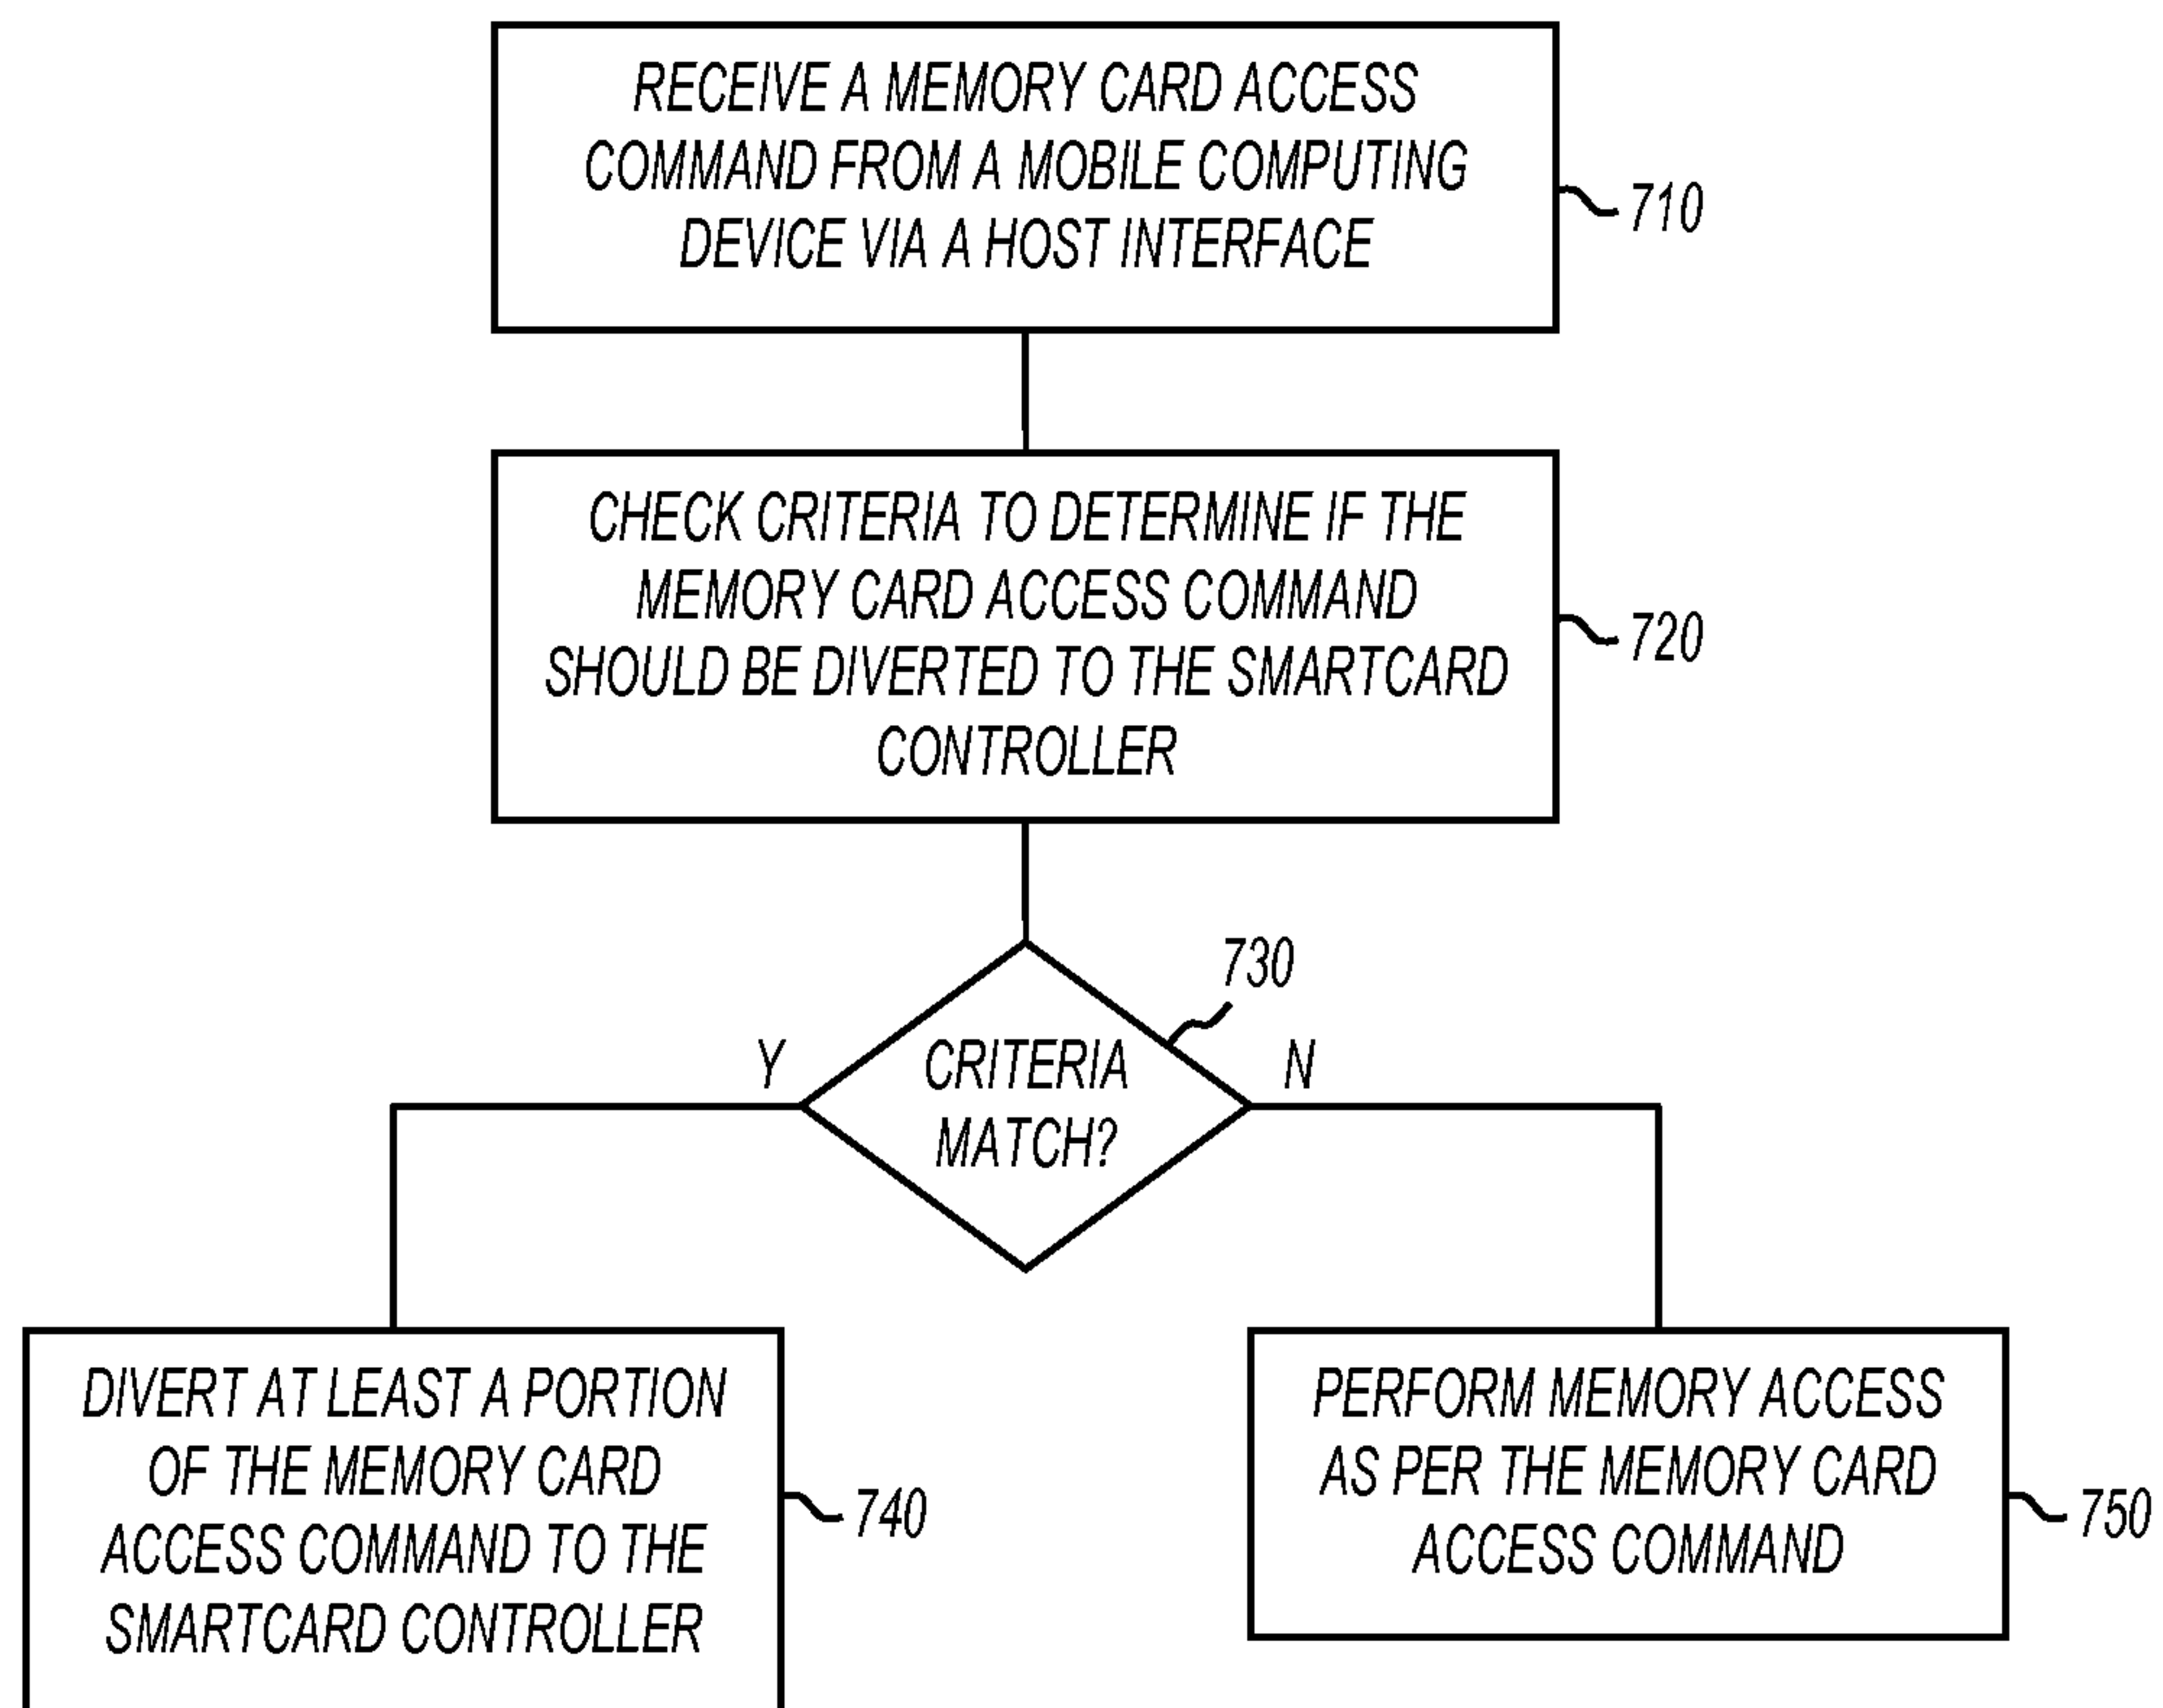 RECEIVE A MEMORY CARD ACCESS
COMMAND FROM A MOBILE COMPUTING
DEVICE VIA A HOST INTERFACE
710
CHECK CRITERIA TO DETERMINE IF THE
MEMORY CARD ACCESS COMMAND
SHOULD BE DIVERTED TO THE SMARTCARD
CONTROLLER
720
730
Y
CRITERIA
MATCH?
N
DIVERT AT LEAST A PORTION
OF THE MEMORY CARD
ACCESS COMMAND TO THE
SMARTCARD CONTROLLER
740
PERFORM MEMORY ACCESS
AS PER THE MEMORY CARD
ACCESS COMMAND
750